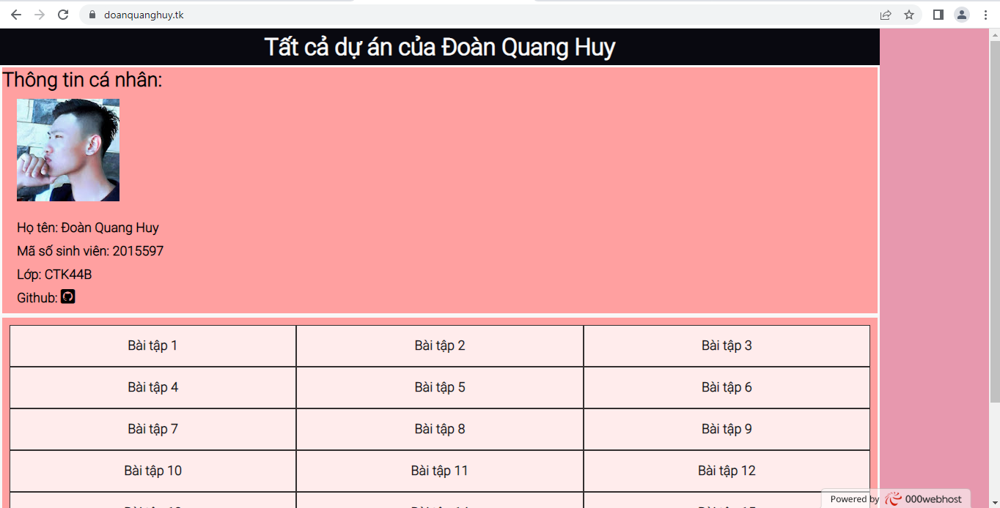 doanquanghuy.tk
Tất cả dự án của Đoàn Quang Huy
Thông tin cá nhân:
Họ tên: Đoàn Quang Huy
Mã số sinh viên: 2015597
Lớp: CTK44B
Github:
Bài tập 1 Bài tập 2 Bài tập 3
Bài tập 4 Bài tập 5 Bài tập 6
Bài tập 7 Bài tập 8 Bài tập 9
Bài tập 10 Bài tập 11 Bài tập 12
Powered by 000webhost